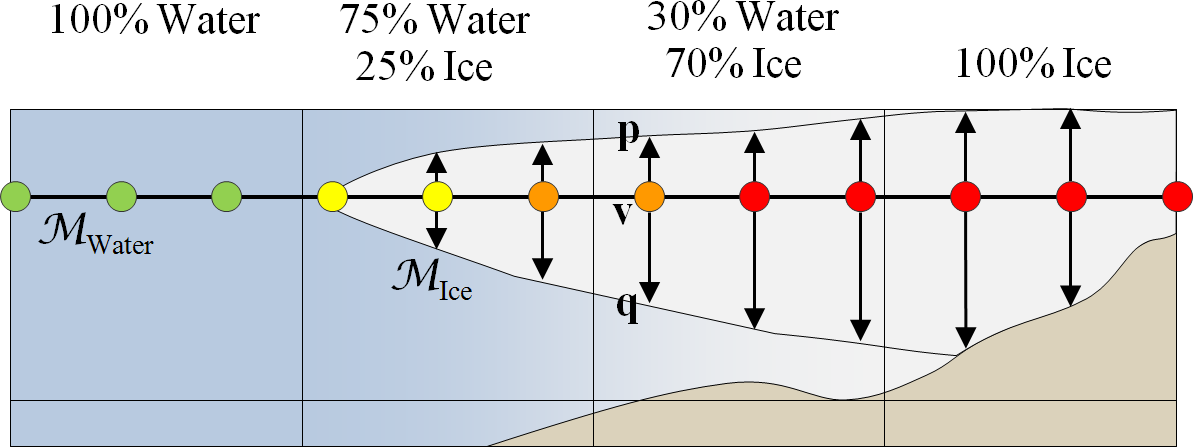 100% Water
75% Water
25% Ice
30% Water
70% Ice
100% Ice
p
v
ℳWater
ℳIce
q